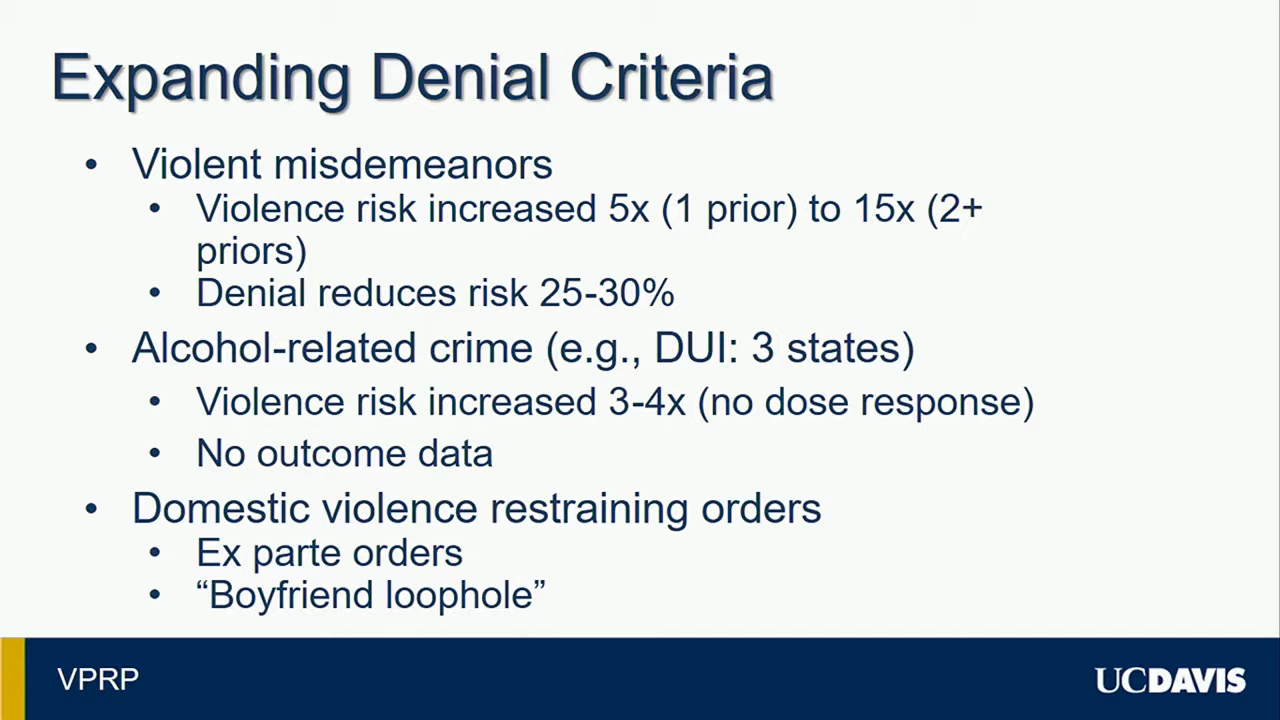 Expanding Denial Criteria
• Violent misdemeanors
• Violence risk increased 5x (1 prior) to 15x (2+
priors)
• Denial reduces risk 25-30%
• Alcohol-related crime (e.g., DUI: 3 states)
• Violence risk increased 3-4x (no dose response)
• No outcome data
• Domestic violence restraining orders
• Ex parte orders
• “Boyfriend loophole”
VPRP
UCDAVIS